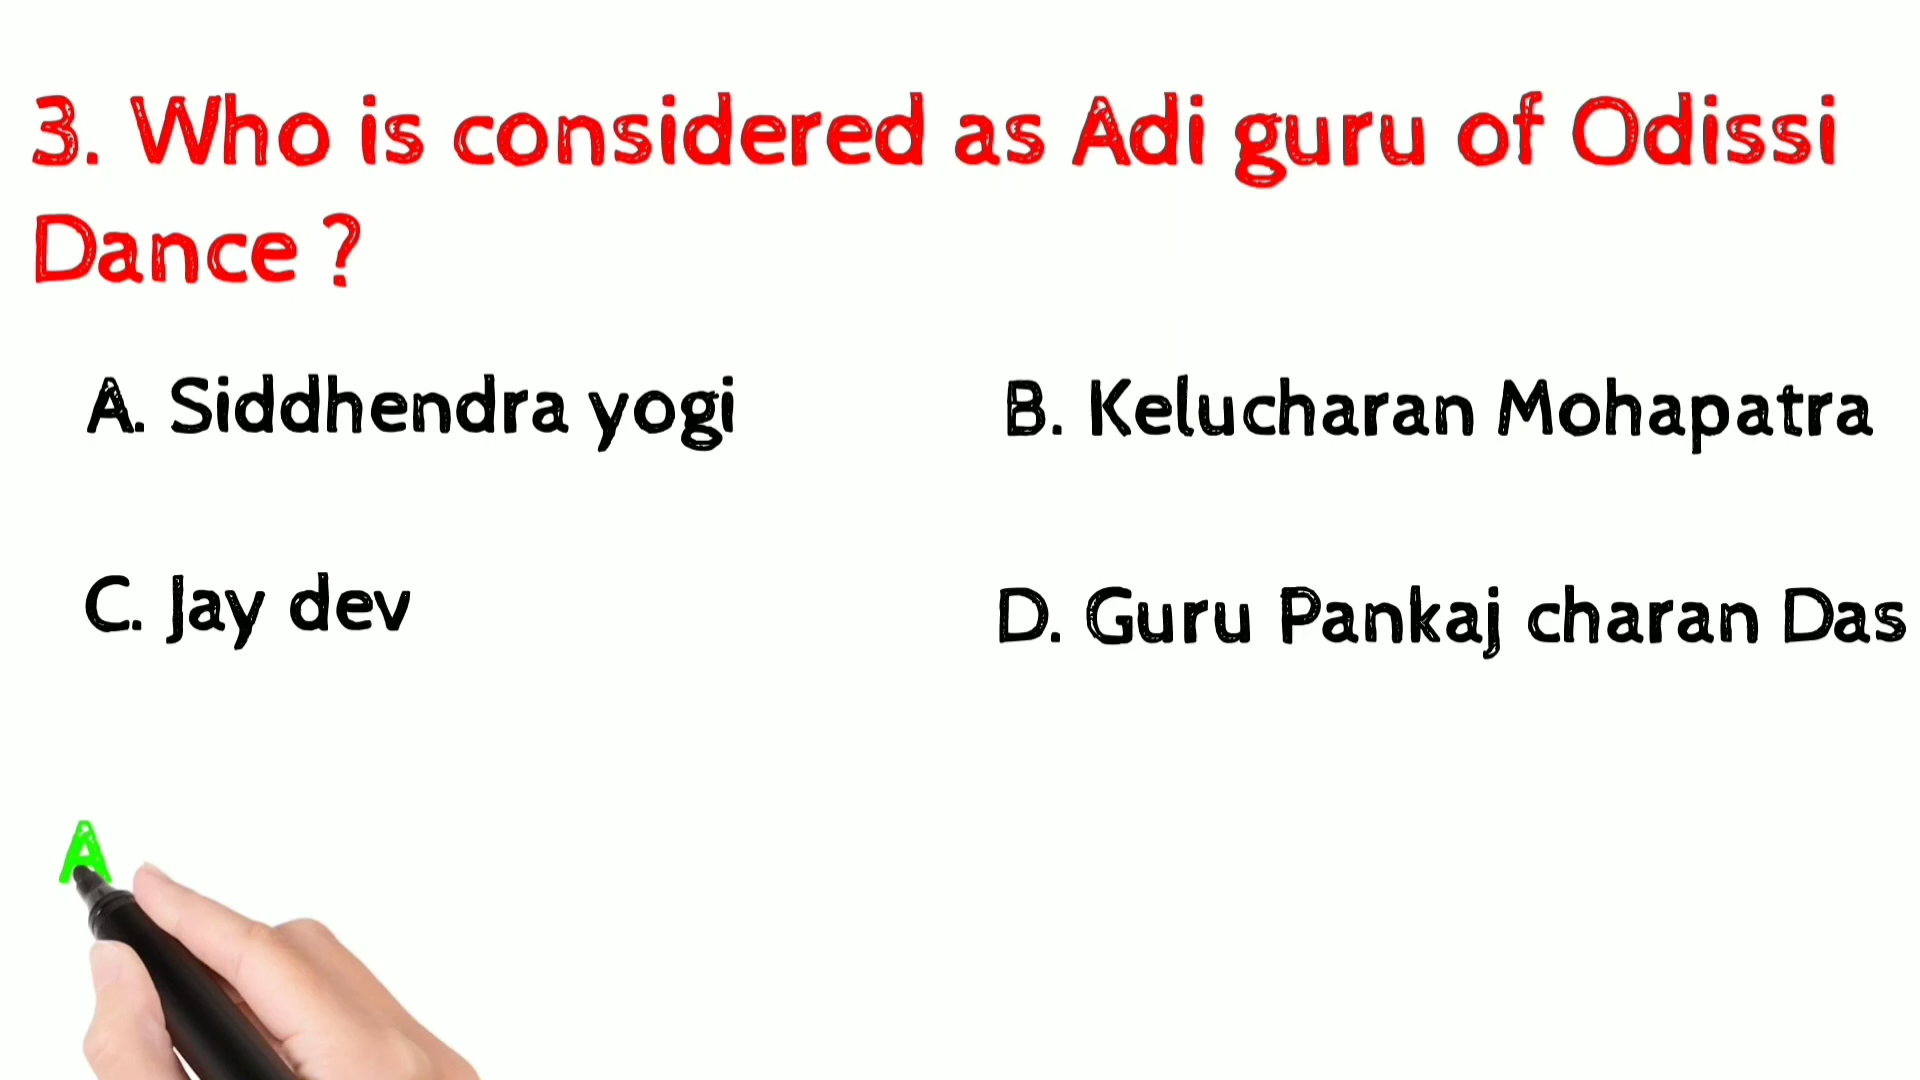 3. Who is considered as Adi guru of Odissi
Dance ?
A. Siddhendra yogi
B. Kelucharan Mohapatra
C. Jay dev
D. Guru Pankaj charan Das
A